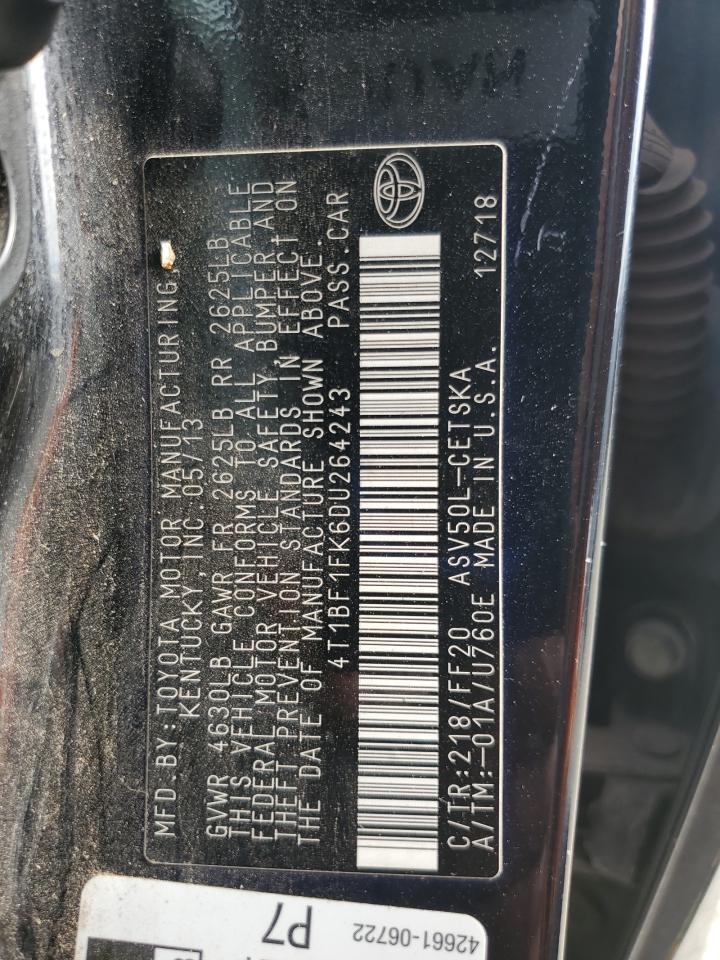 MFD.BY:TOYOTA MOTOR MANUFACTURING,
KENTUCKY,INC.05/13
GVWR 4630LB GAWR FR 2625LB RR 2625LB
THIS VEHICLE CONFORMS TO ALL APPLICABLE
FEDERAL MOTOR VEHICLE SAFETY, BUMPER AND
THEFT PREVENTION STANDARDS IN EFFECT ON
THE DATE OF MANUFACTURE SHOWN ABOVE.
4T1BF1FK6DU264243 PASS.CAR
C/TR:218/FF20 ASV50L-CETSKA
A/TM:-01A/U760E MADE IN U.S.A. 12718
P7
42661-06722